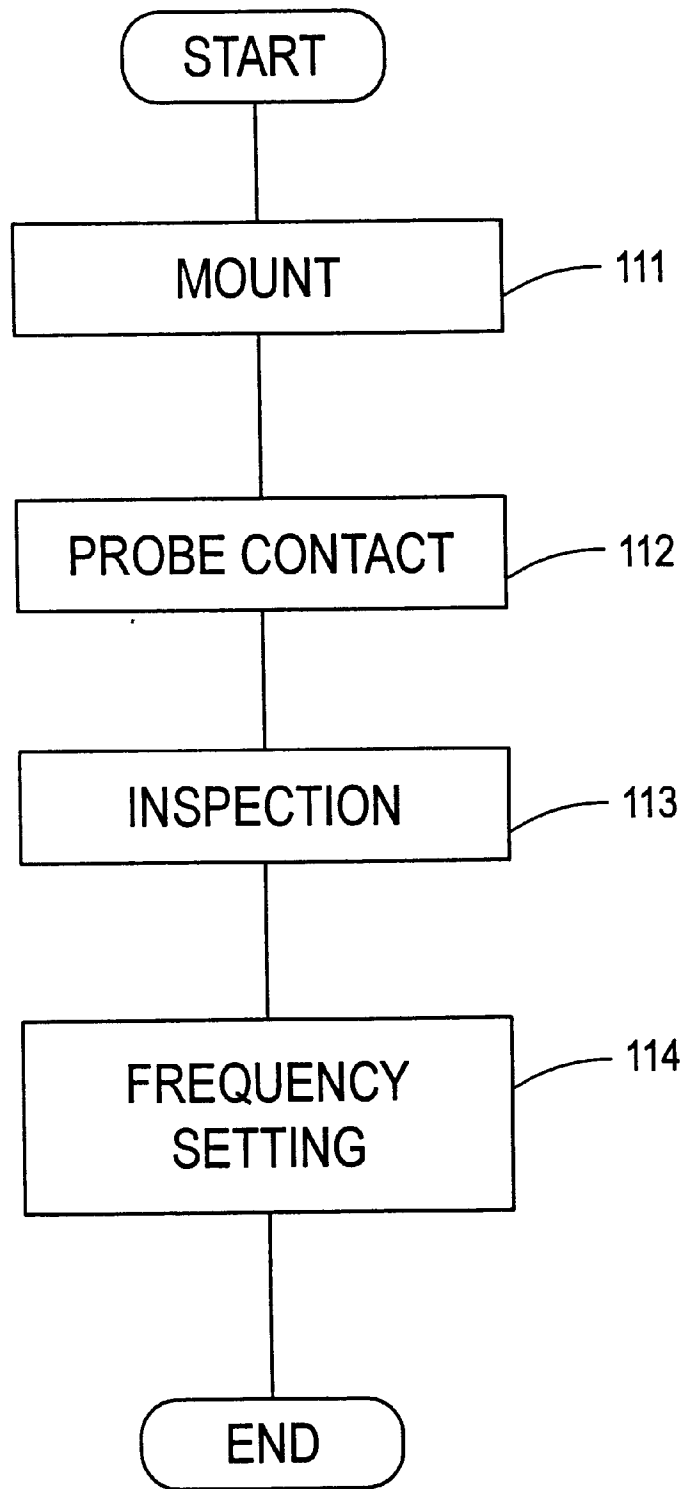 START
MOUNT
111
PROBE CONTACT
112
INSPECTION
113
FREQUENCY
SETTING
114
END